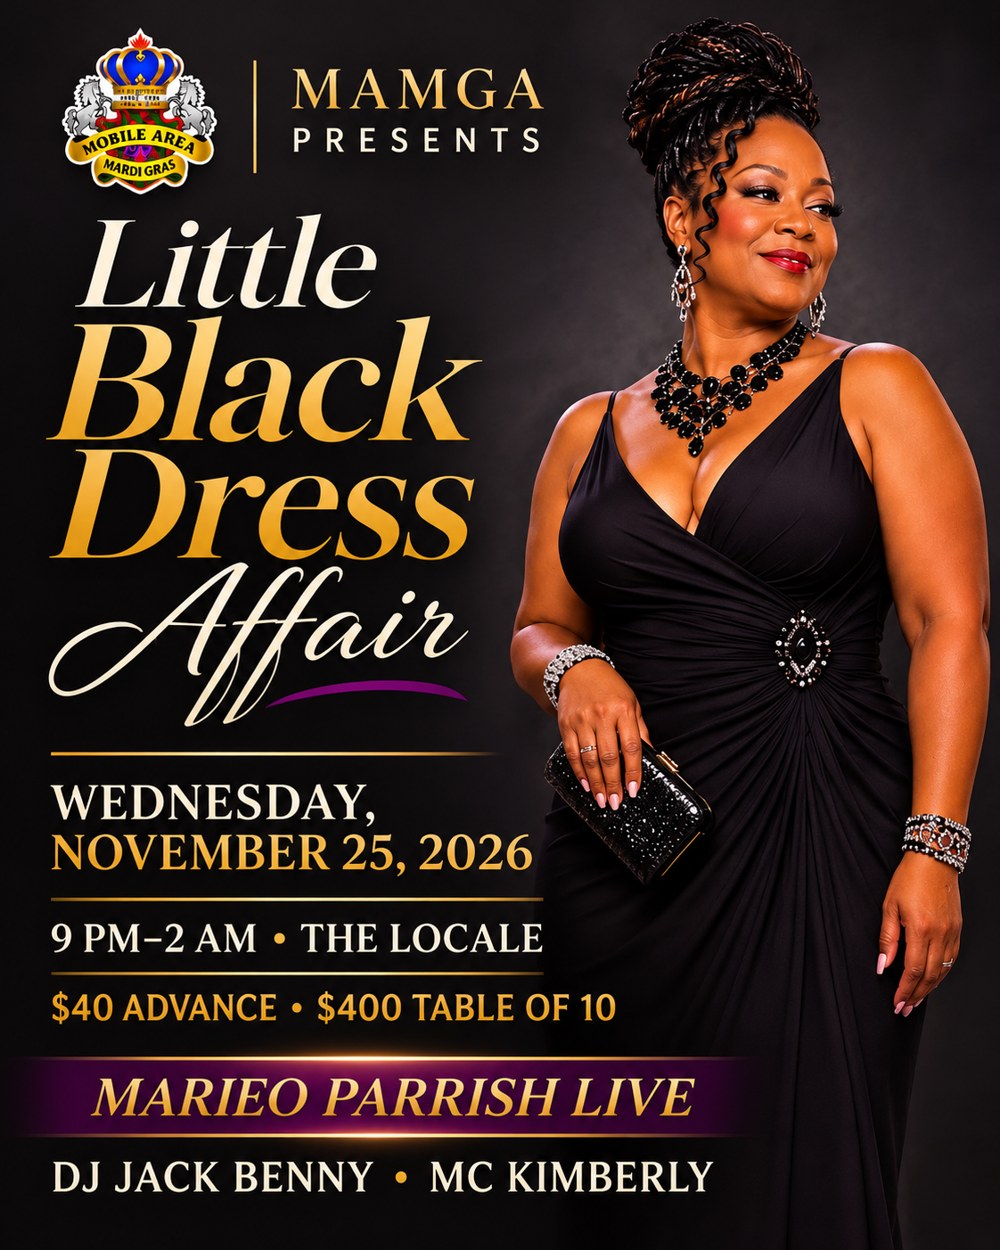 MOBILE AREA
MARDI GRAS
MAMGA
PRESENTS
Little
Black
Dress
Affair
WEDNESDAY,
NOVEMBER 25, 2026
9 PM–2 AM • THE LOCALE
$40 ADVANCE • $400 TABLE OF 10
MARIEO PARRISH LIVE
DJ JACK BENNY • MC KIMBERLY